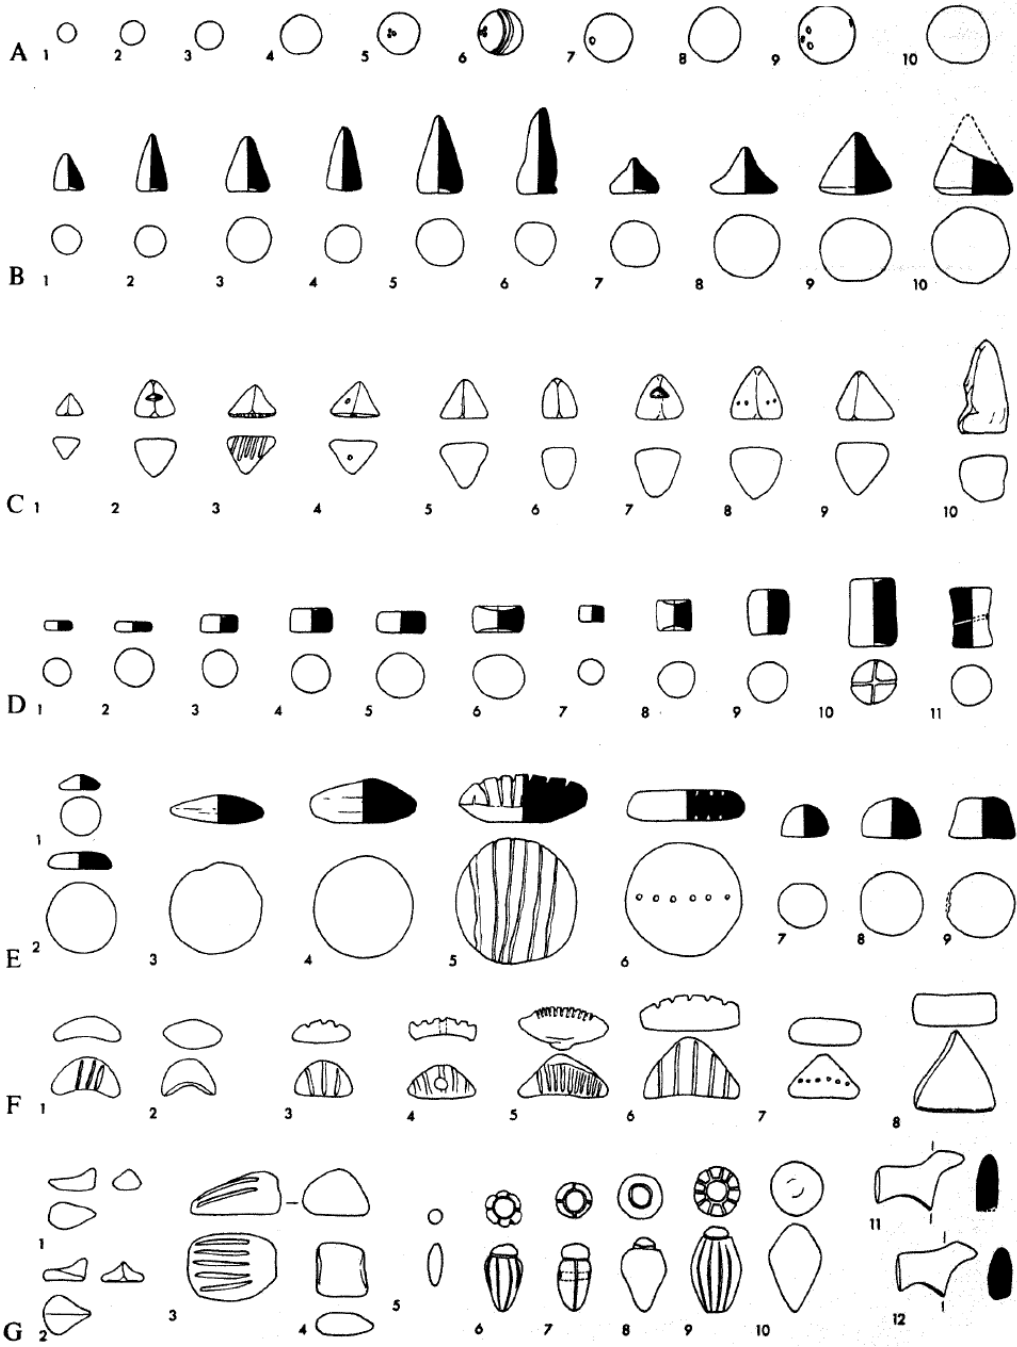 A 1 2 3 4 5 6 7 8 9 10
B 1 2 3 4 5 6 7 8 9 10
C 1 2 3 4 5 6 7 8 9 10
D 1 2 3 4 5 6 7 8 9 10 11
E 1 2 3 4 5 6 7 8 9
F 1 2 3 4 5 6 7 8
G 1 2 3 4 5 6 7 8 9 10 11 12